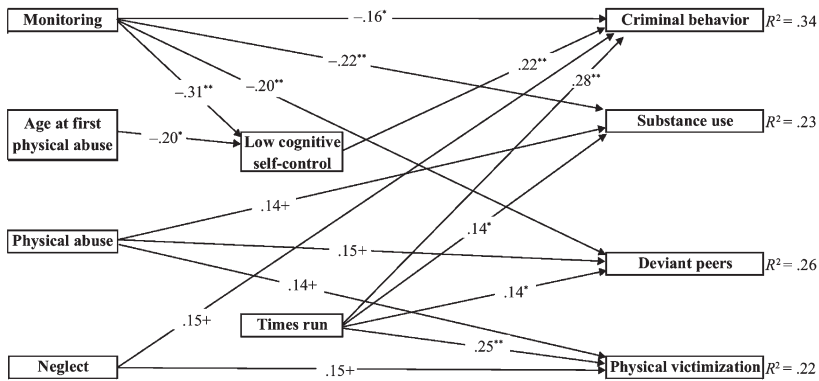 Monitoring
–.16*
Criminal behavior
R² = .34
–.22**
.22**
–.31**
–.20**
.28**
Age at first
physical abuse
–.20*
Low cognitive
self-control
Substance use
R² = .23
.14+
.14*
Physical abuse
.15+
Deviant peers
R² = .26
.14+
.14*
.15+
Times run
.25**
Neglect
.15+
Physical victimization
R² = .22